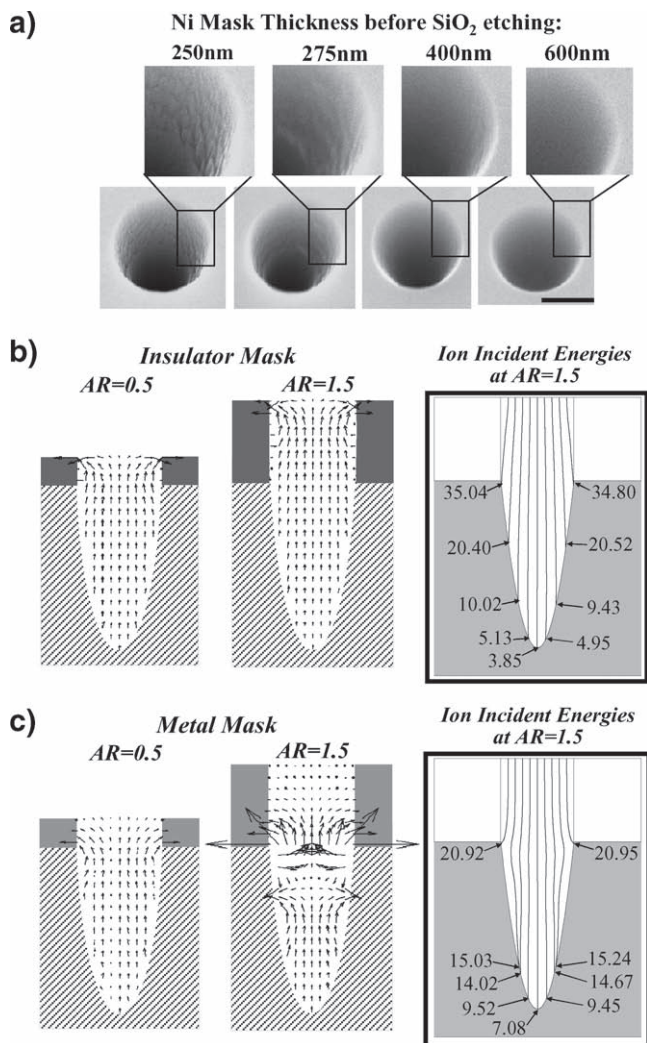 a)
Ni Mask Thickness before SiO₂ etching:
250nm 275nm 400nm 600nm
b)
Insulator Mask
AR=0.5 AR=1.5
Ion Incident Energies
at AR=1.5
35.04 34.80
20.40 20.52
10.02 9.43
5.13 4.95
3.85
c)
Metal Mask
AR=0.5 AR=1.5
Ion Incident Energies
at AR=1.5
20.92 20.95
15.03 15.24
14.02 14.67
9.52 9.45
7.08